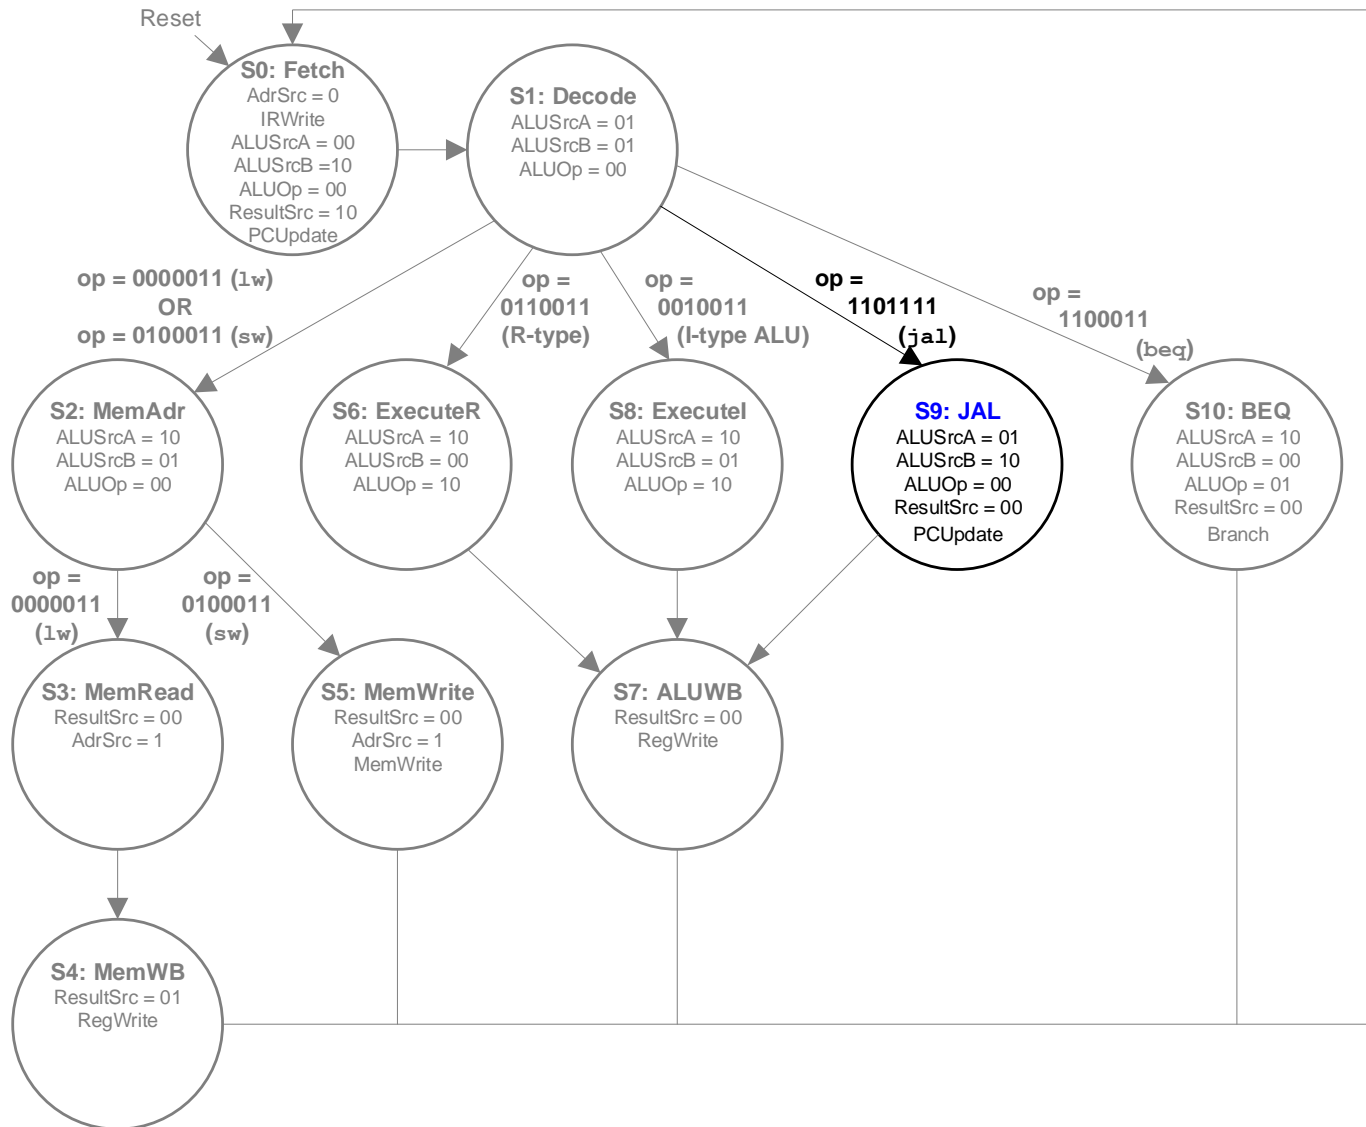 Reset
S0: Fetch
AdrSrc = 0
IRWrite
ALUSrcA = 00
ALUSrcB =10
ALUOp = 00
ResultSrc = 10
PCUpdate
S1: Decode
ALUSrcA = 01
ALUSrcB = 01
ALUOp = 00
op = 0000011 (lw)
OR
op = 0100011 (sw)
op =
0110011
(R-type)
op =
0010011
(I-type ALU)
op =
1101111
(jal)
op =
1100011
(beq)
S2: MemAdr
ALUSrcA = 10
ALUSrcB = 01
ALUOp = 00
S6: ExecuteR
ALUSrcA = 10
ALUSrcB = 00
ALUOp = 10
S8: ExecuteI
ALUSrcA = 10
ALUSrcB = 01
ALUOp = 10
S9: JAL
ALUSrcA = 01
ALUSrcB = 10
ALUOp = 00
ResultSrc = 00
PCUpdate
S10: BEQ
ALUSrcA = 10
ALUSrcB = 00
ALUOp = 01
ResultSrc = 00
Branch
op =
0000011
(lw)
op =
0100011
(sw)
S3: MemRead
ResultSrc = 00
AdrSrc = 1
S5: MemWrite
ResultSrc = 00
AdrSrc = 1
MemWrite
S7: ALUWB
ResultSrc = 00
RegWrite
S4: MemWB
ResultSrc = 01
RegWrite